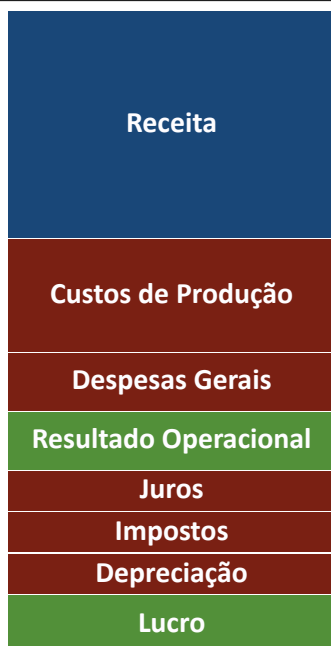 Receita
Custos de Produção
Despesas Gerais
Resultado Operacional
Juros
Impostos
Depreciação
Lucro